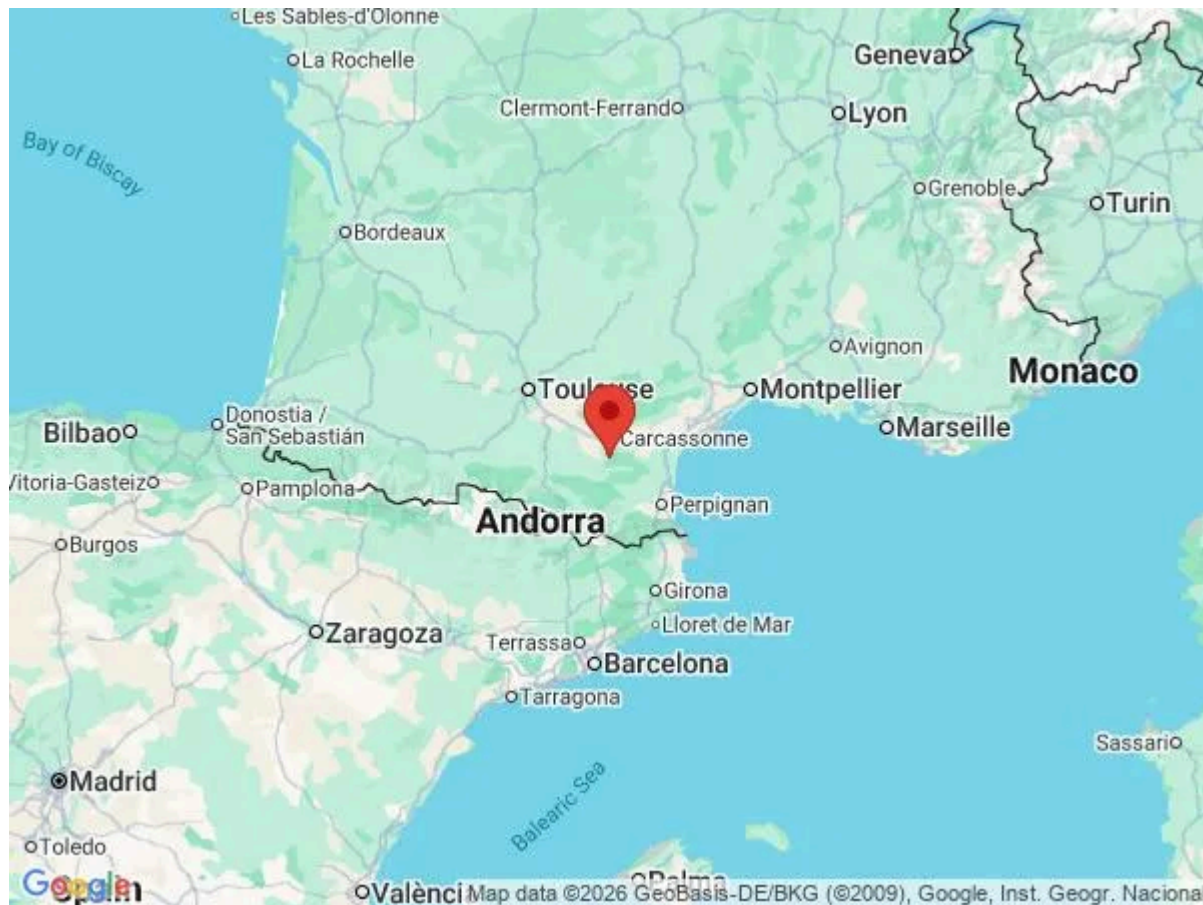 Les Sables-d'Olonne
La Rochelle
Geneva
Clermont-Ferrand
Lyon
Bay of Biscay
Grenoble
Turin
Bordeaux
Avignon
Monaco
Toulouse
Montpellier
Donostia /
San Sebastián
Bilbao
Carcassonne
Marseille
Vitoria-Gasteiz
Pamplona
Perpignan
Andorra
Burgos
Girona
Zaragoza
Lloret de Mar
Terrassa
Barcelona
Tarragona
Sassari
Madrid
Balearic Sea
Toledo
Palma
Google
Spain
Map data ©2026 GeoBasis-DE/BKG (©2009), Google, Inst. Geogr. Nacional